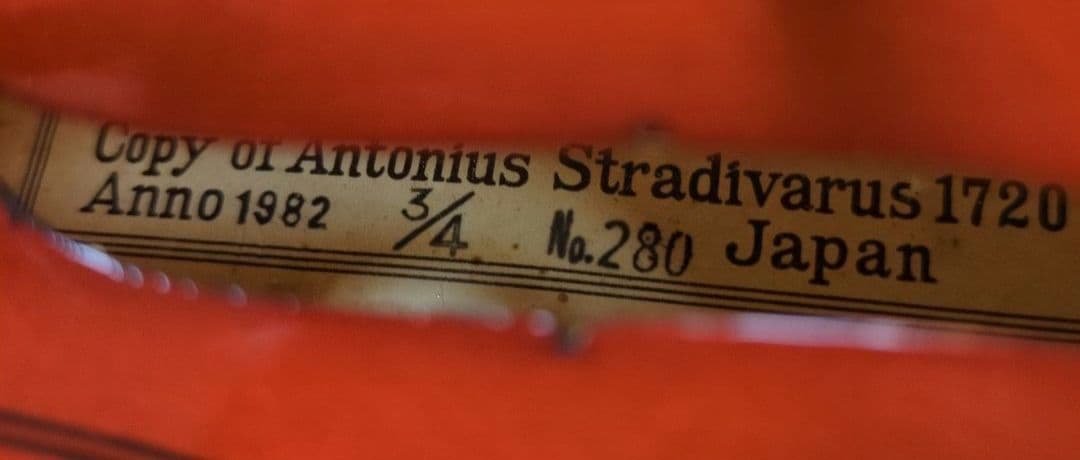 Copy of Antonius Stradivarus 1720
Anno 1982 3/4 No.280 Japan